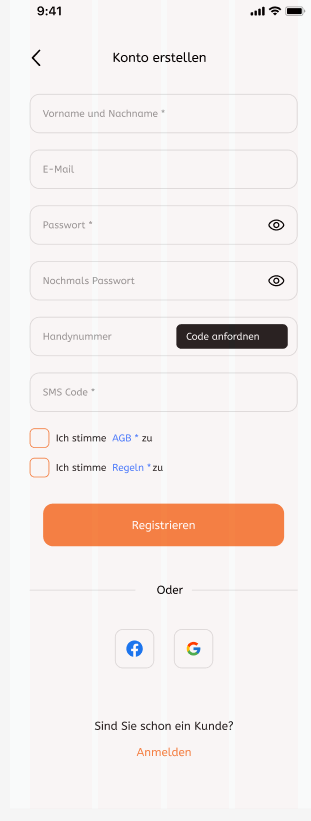 9:41
Konto erstellen
Vorname und Nachname *
E-Mail
Passwort *
Nochmals Passwort
Handynummer
Code anfordnen
SMS Code *
Ich stimme AGB * zu
Ich stimme Regeln * zu
Registrieren
Oder
Sind Sie schon ein Kunde?
Anmelden